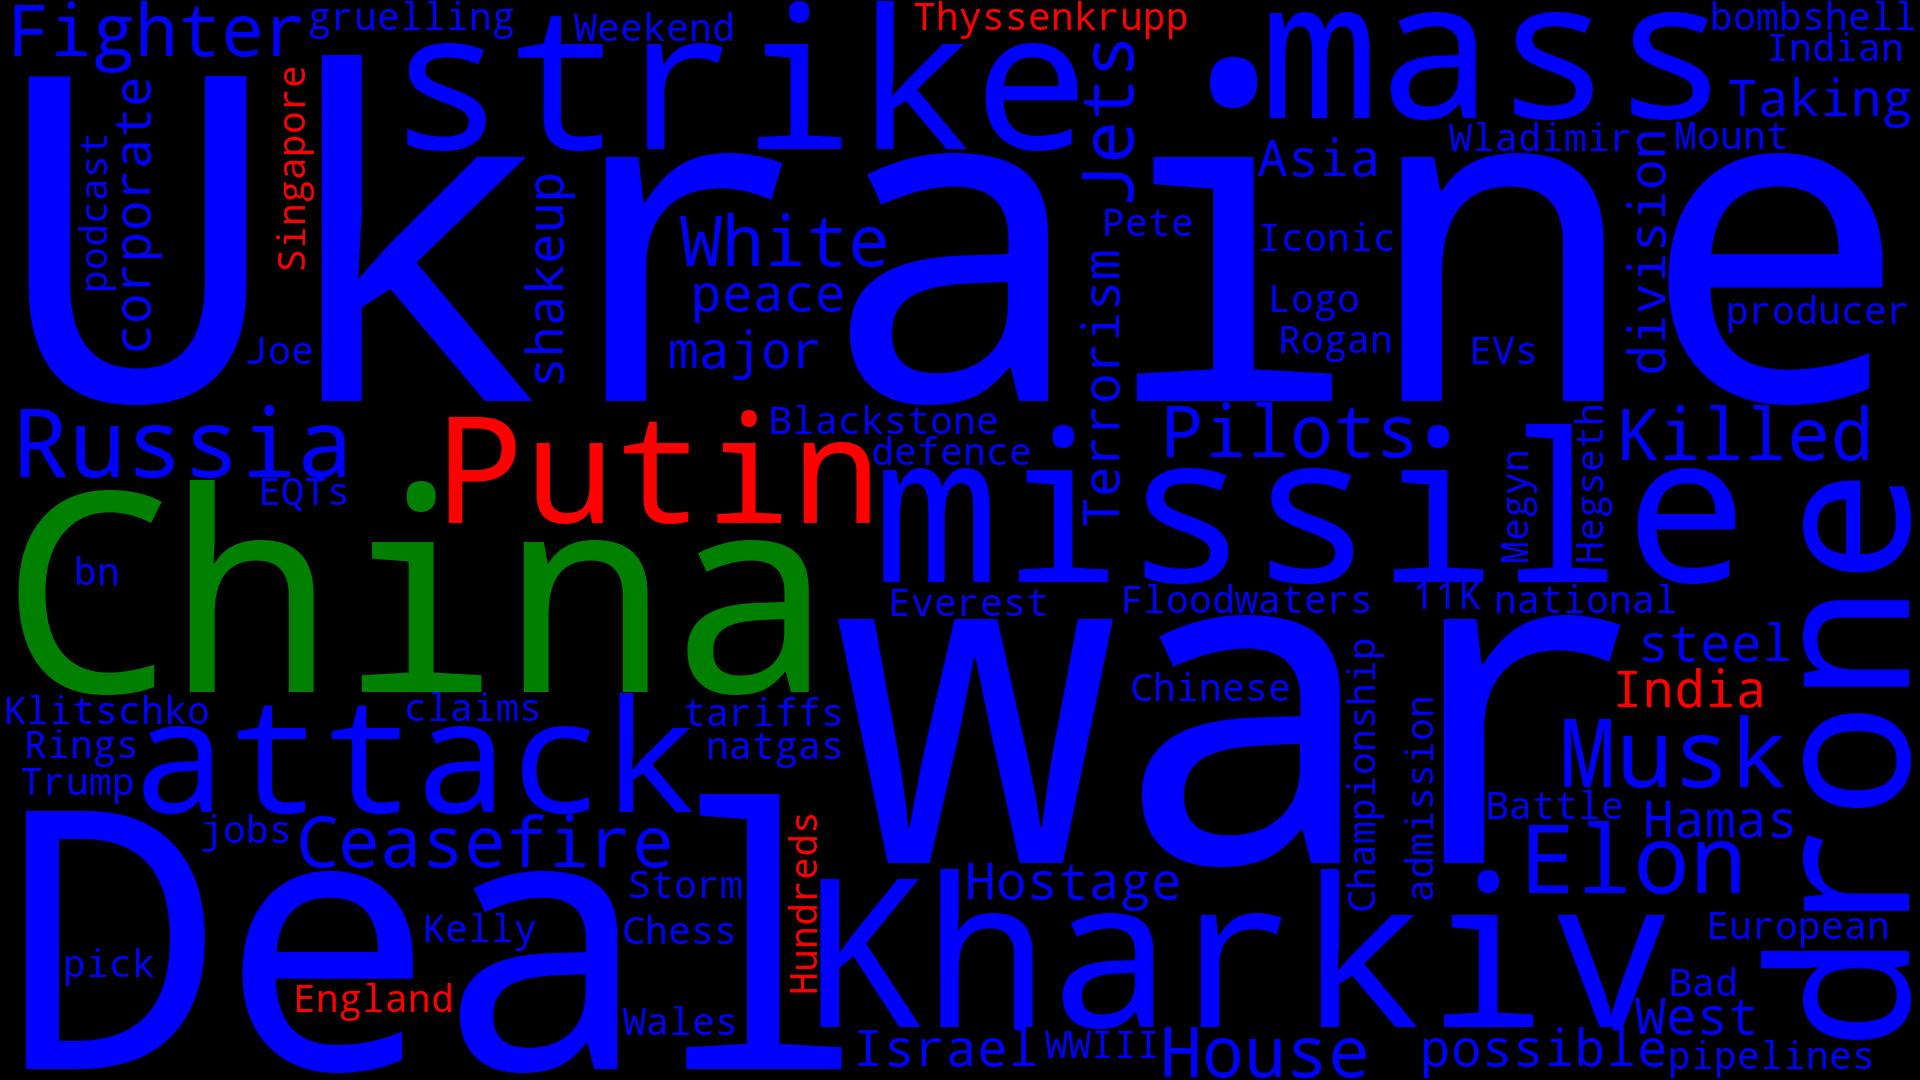 Fighter
gruelling
Weekend
strike
Thyssenkrupp
mass
bombshell
Indian
Taking
Ukraine
podcast
corporate
Singapore
Joe
shakeup
White
peace
major
Jets
Terrorism
Pete
Asia
Iconic
Logo
Rogan
Wladimir
Mount
EVs
division
producer
Russia
EQTs
Putin
Blackstone
defence
missile
Pilots
Megyn
Hegseth
Killed
China
bn
Everest
Floodwaters
11K
national
war
Chinese
Championship
admission
steel
India
Musk
drone
Klitschko
Rings
Trump
attack
claims
tariffs
natgas
Deal
jobs
Ceasefire
Storm
Kelly
Chess
Hundreds
pick
England
Wales
Kharkiv
Hostage
Battle
Hamas
Elon
European
Bad
West
Israel
WWIII
House
possible
pipelines